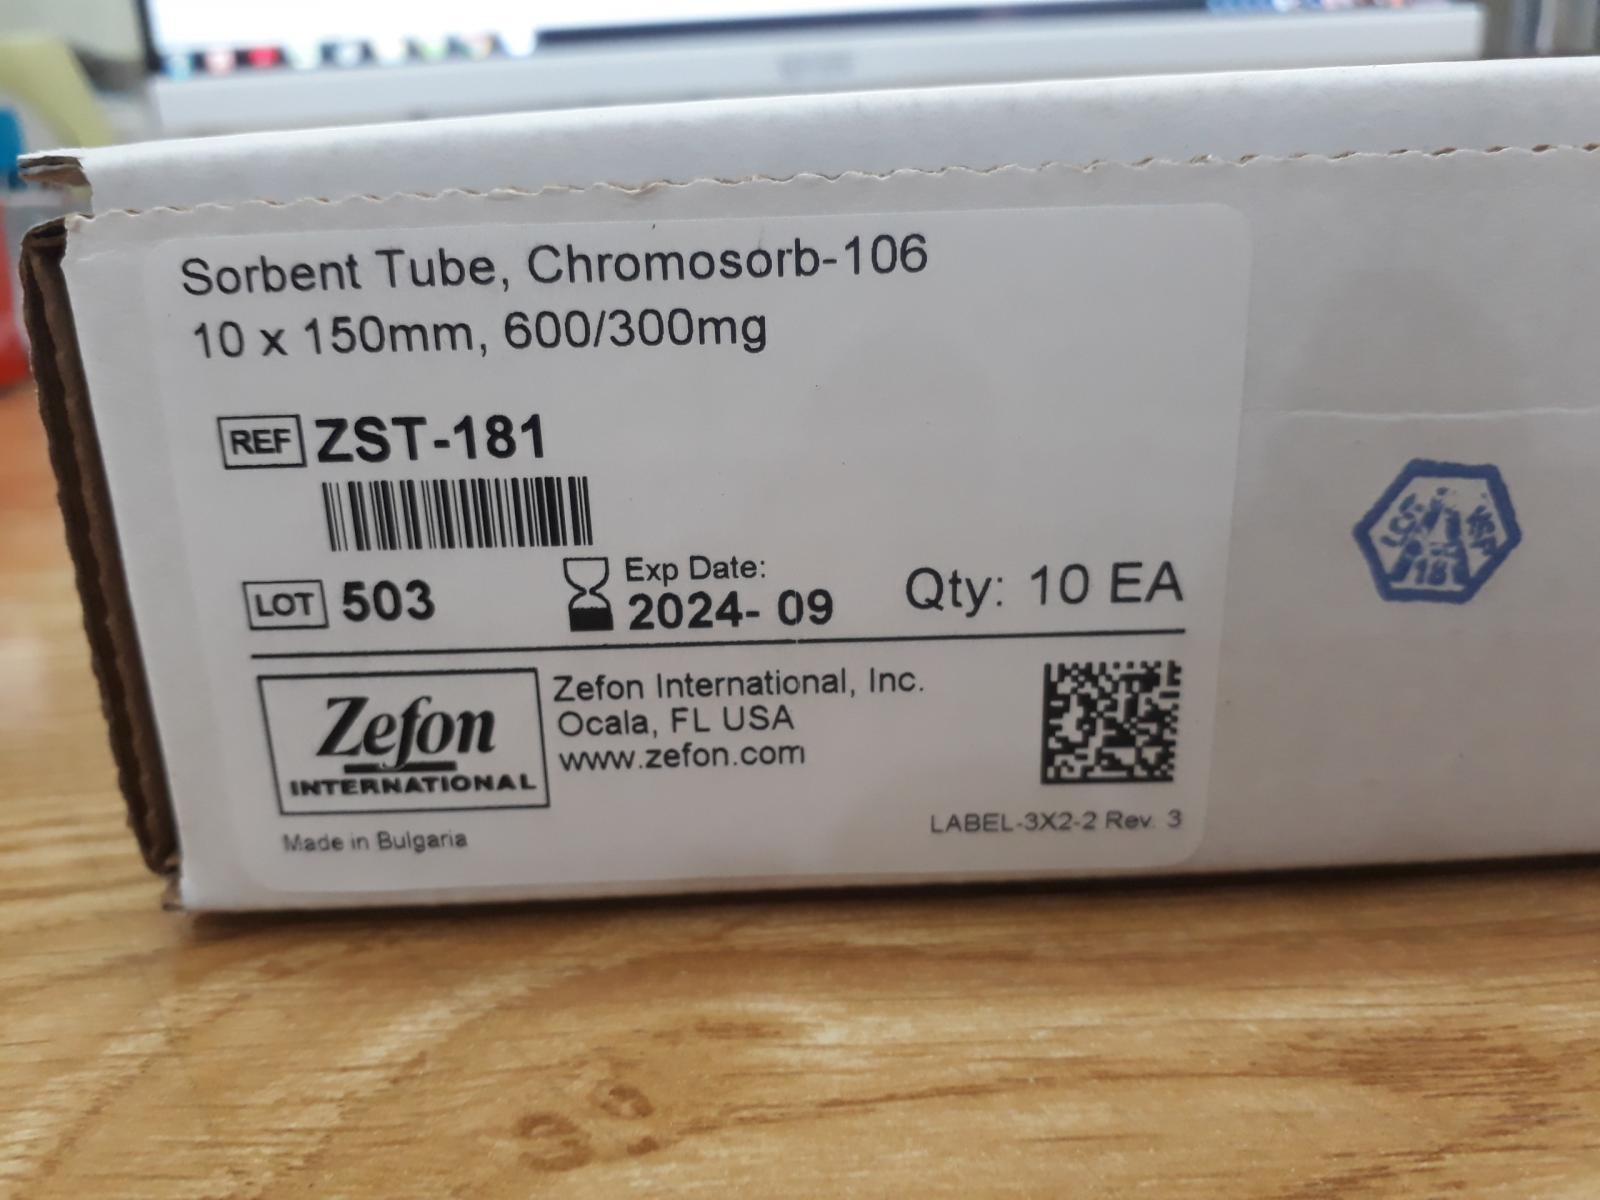 Sorbent Tube, Chromosorb-106
10 x 150mm, 600/300mg
REF ZST-181
LOT 503
Exp Date:
2024- 09
Qty: 10 EA
Zefon
INTERNATIONAL
Zefon International, Inc.
Ocala, FL USA
www.zefon.com
Made in Bulgaria
LABEL-3X2-2 Rev. 3
181